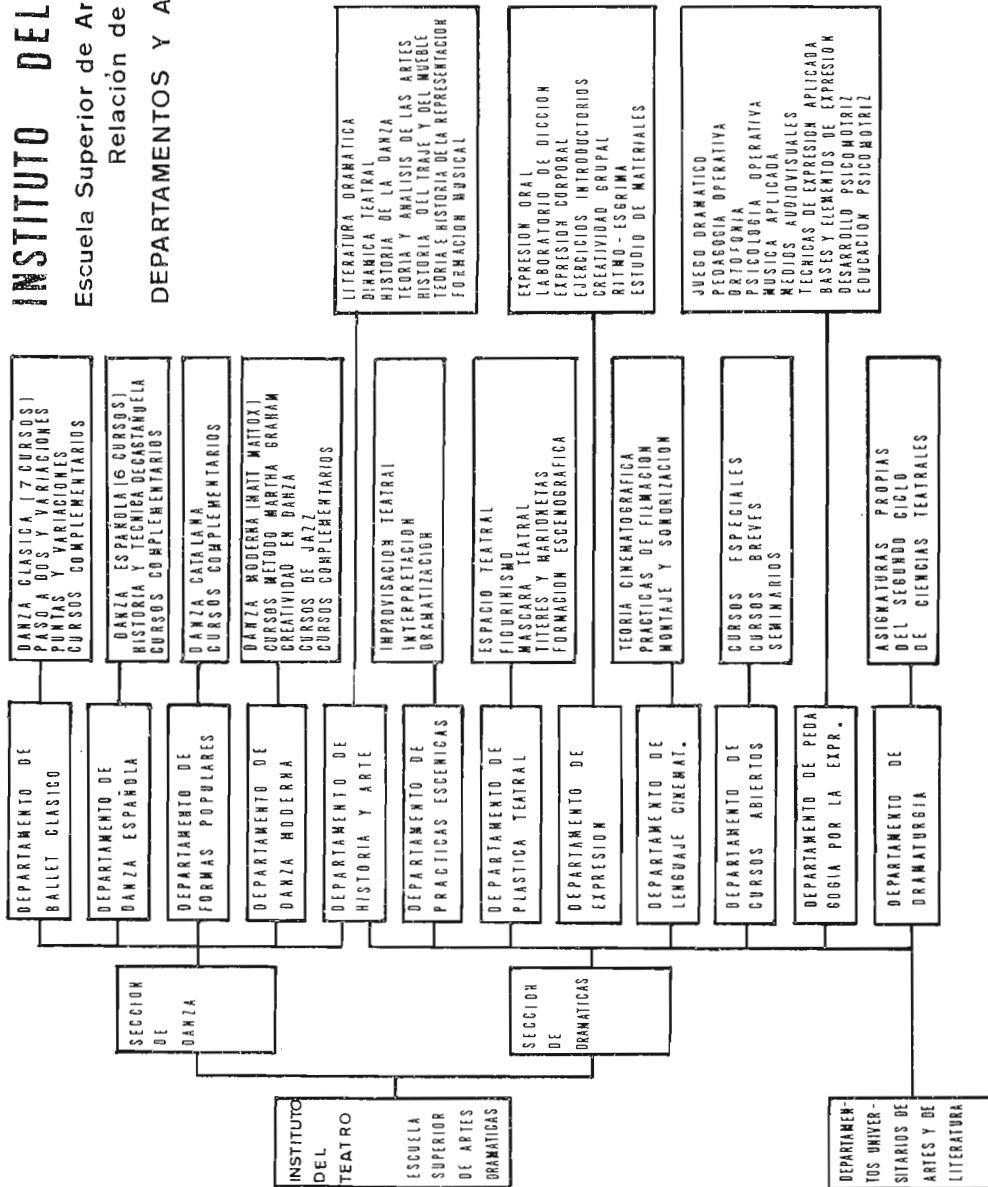 INSTITUTO DEL
Escuela Superior de Ar
Relación de
DEPARTAMENTOS Y A
INSTITUTO
DEL
TEATRO
ESCUELA
SUPERIOR
DE ARTES
DRAMATICAS
DEPARTAMEN-
TOS UNIVER-
SITARIOS DE
ARTES Y DE
LITERATURA
SECCION
DE
DANZA
SECCION
DE
DRAMATICAS
DEPARTAMENTO DE
BALLET CLASICO
DEPARTAMENTO DE
DANZA ESPAÑOLA
DEPARTAMENTO DE
FORMAS POPULARES
DEPARTAMENTO DE
DANZA MODERNA
DEPARTAMENTO DE
HISTORIA Y ARTE
DEPARTAMENTO DE
PRACTICAS ESCENICAS
DEPARTAMENTO DE
PLASTICA TEATRAL
DEPARTAMENTO DE
EXPRESION
DEPARTAMENTO DE
LENGUAJE CINEMAT.
DEPARTAMENTO DE
CURSOS ABIERTOS
DEPARTAMENTO DE PEDA
GOGIA POR LA EXPR.
DEPARTAMENTO DE
DRAMATURGIA
DANZA CLASICA (7 CURSOS)
PASO A DOS Y VARIACIONES
PUNTAS Y VARIACIONES
CURSOS COMPLEMENTARIOS
DANZA ESPAÑOLA (6 CURSOS)
HISTORIA Y TECNICA DE CASTAÑUELA
CURSOS COMPLEMENTARIOS
DANZA CATALANA
CURSOS COMPLEMENTARIOS
DANZA MODERNA (MATT MATTOX)
CURSOS METODO MARTHA GRAHAM
CREATIVIDAD EN DANZA
CURSOS DE JAZZ
CURSOS COMPLEMENTARIOS
IMPROVISACION TEATRAL
INTERPRETACION
DRAMATIZACION
ESPACIO TEATRAL
FIGURINISMO
MASCARA TEATRAL
TITERES Y MARIONETAS
FORMACION ESCENOGRAFICA
TEORIA CINEMATOGRAFICA
PRACTICAS DE FILMACION
MONTAJE Y SONORIZACION
CURSOS ESPECIALES
CURSOS BREVES
SEMINARIOS
ASIGNATURAS PROPIAS
DEL SEGUNDO CICLO
DE CIENCIAS TEATRALES
LITERATURA DRAMATICA
DINAMICA TEATRAL
HISTORIA DE LA DANZA
TEORIA Y ANALISIS DE LAS ARTES
HISTORIA DEL TRAJE Y DEL MUEBLE
TEORIA E HISTORIA DE LA REPRESENTACION
FORMACION MUSICAL
EXPRESION ORAL
LABORATORIO DE DICCION
EXPRESION CORPORAL
EJERCICIOS INTRODUCTORIOS
CREATIVIDAD GRUPAL
RITMO - ESGRIMA
ESTUDIO DE MATERIALES
JUEGO DRAMATICO
PEDAGOGIA OPERATIVA
ORTOFONIA
PSICOLOGIA OPERATIVA
MUSICA APLICADA
MEDIOS AUDIOVISUALES
TECNICAS DE EXPRESION APLICADA
BASES Y ELEMENTOS DE EXPRESION
DESARROLLO PSICOMOTRIZ
EDUCACION PSICOMOTRIZ